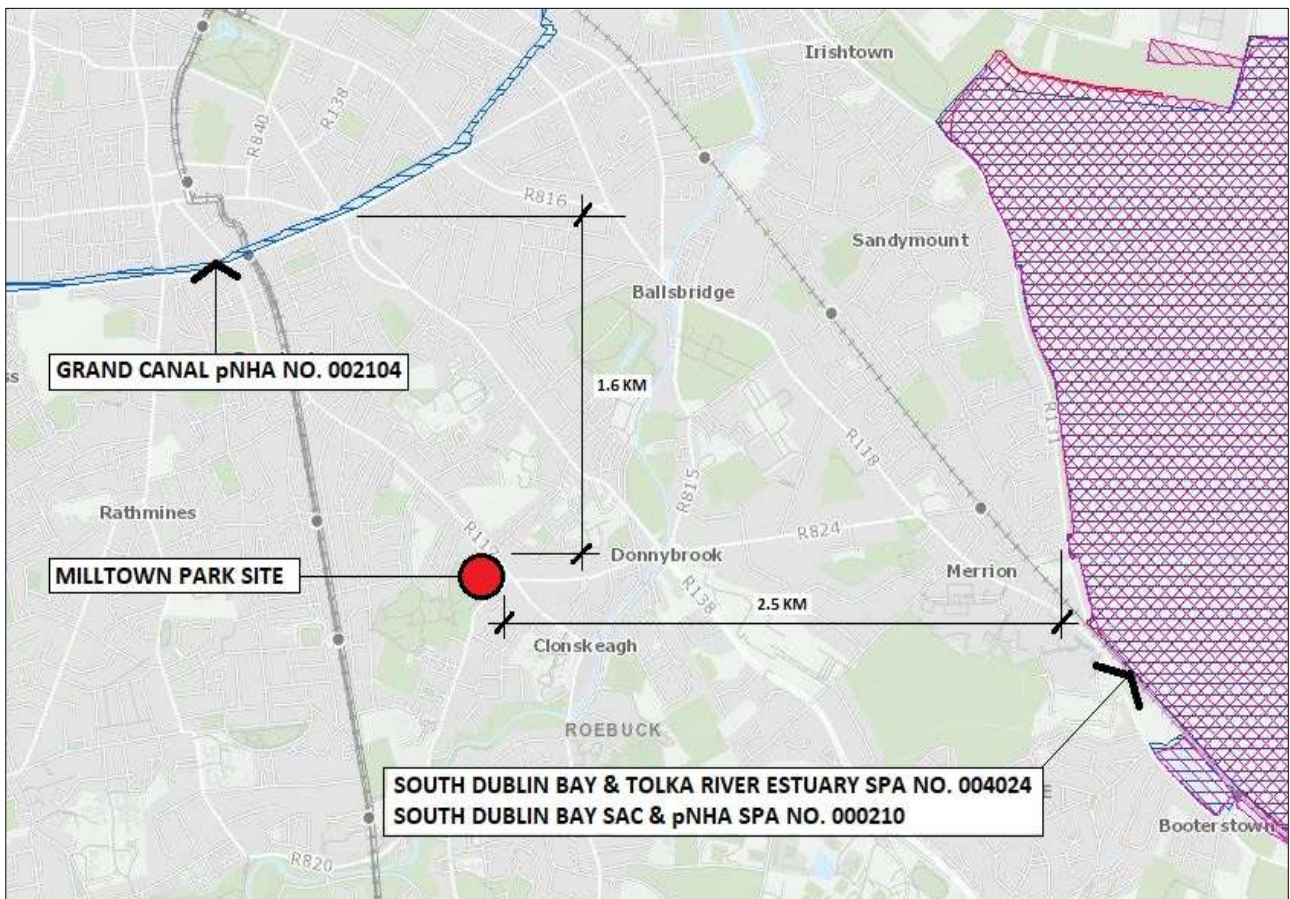 Irishtown
R138
R840
R816
Sandymount
Ballsbridge
GRAND CANAL pNHA NO. 002104
1.6 KM
R131
R118
R815
Rathmines
R824
MILLTOWN PARK SITE
Donnybrook
Merrion
R138
2.5 KM
Clonskeagh
ROEBUCK
SOUTH DUBLIN BAY & TOLKA RIVER ESTUARY SPA NO. 004024
SOUTH DUBLIN BAY SAC & pNHA SPA NO. 000210
Booterstown
R820